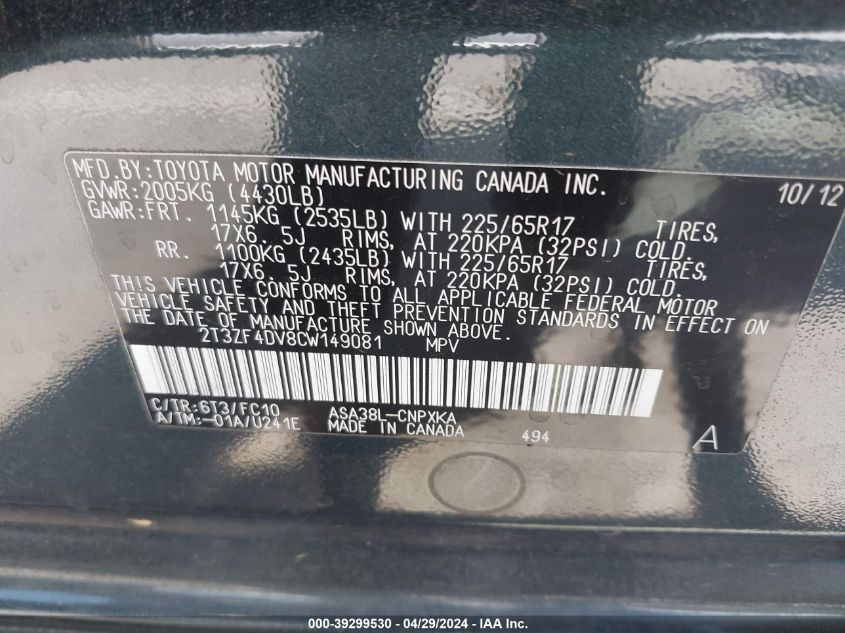 MFD. BY:TOYOTA MOTOR MANUFACTURING CANADA INC. 10/12
GVWR:2005KG (4430LB)
GAWR:FRT. 1145KG (2535LB) WITH 225/65R17 TIRES,
17X6. 5J RIMS, AT 220KPA (32PSI) COLD.
RR. 1100KG (2435LB) WITH 225/65R17 TIRES,
17X6. 5J RIMS, AT 220KPA (32PSI) COLD.
THIS VEHICLE CONFORMS TO ALL APPLICABLE FEDERAL MOTOR
VEHICLE SAFETY AND THEFT PREVENTION STANDARDS IN EFFECT ON
THE DATE OF MANUFACTURE SHOWN ABOVE.
2T3ZF4DV8CW149081 MPV
C/TR:6T3/FC10 ASA38L-CNPXKA
A/TM:-01A/U241E MADE IN CANADA 494 A
000-39299530 - 04/29/2024 - IAA Inc.